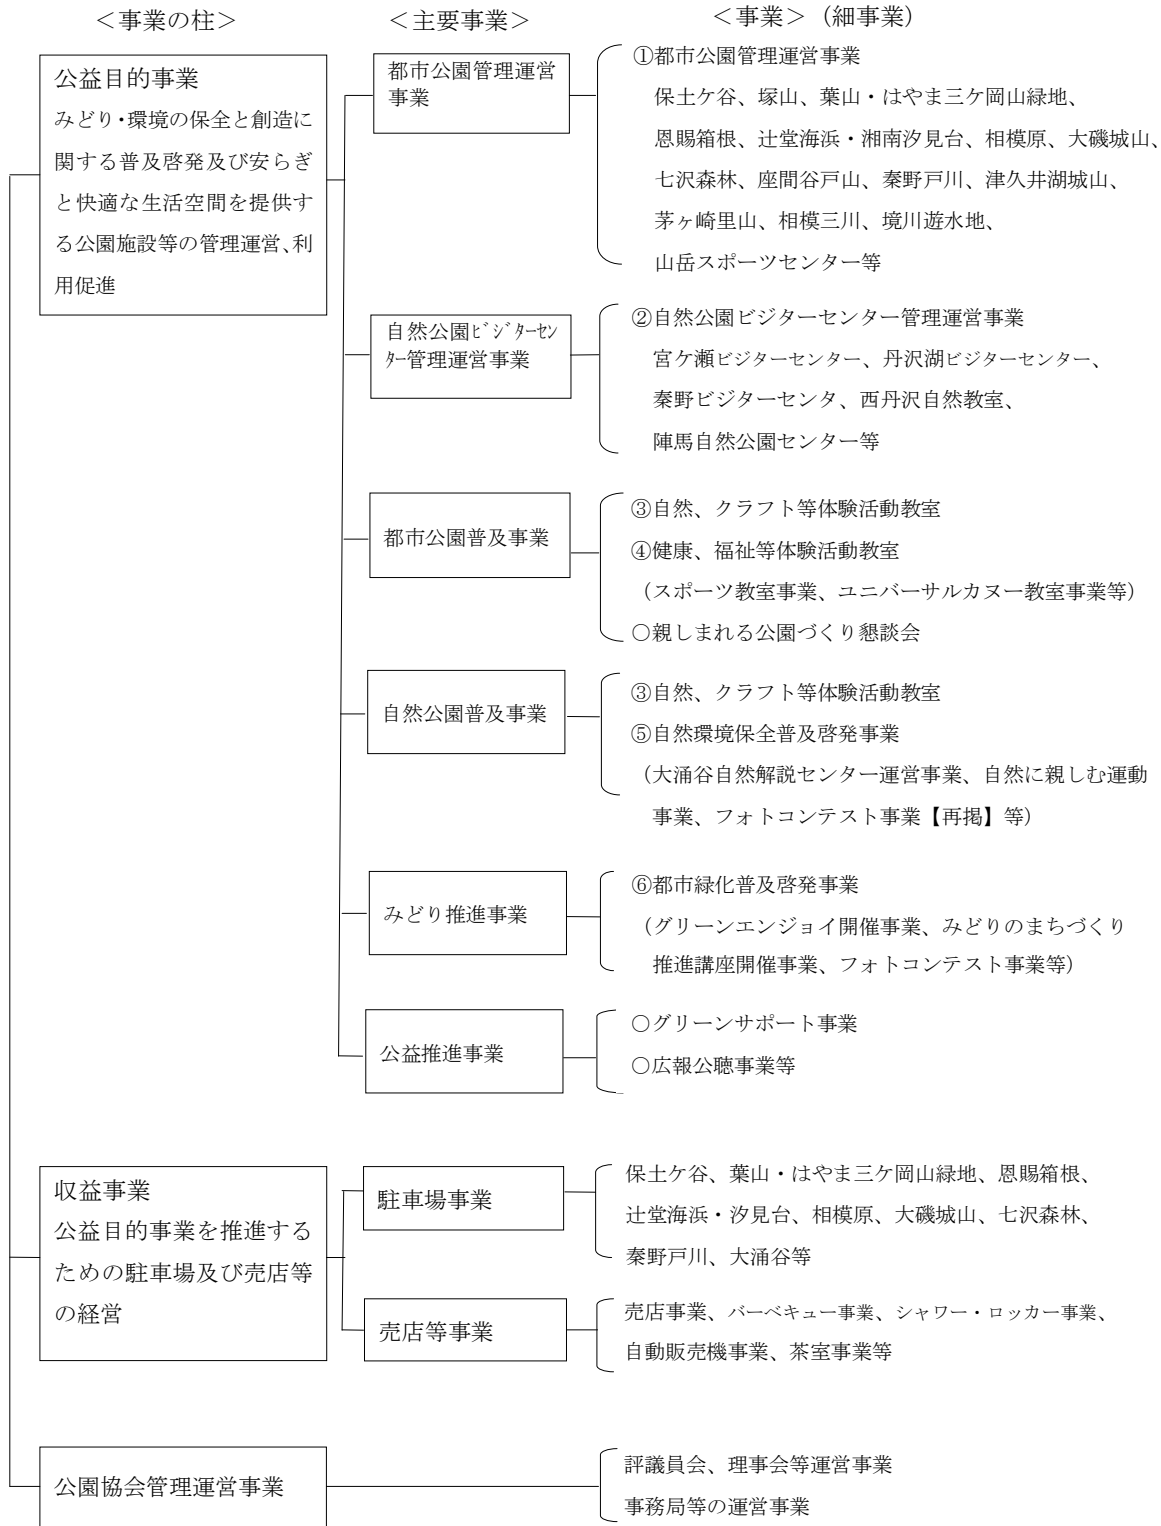 ＜事業の柱＞　＜主要事業＞　＜事業＞（細事業）
公益目的事業
みどり・環境の保全と創造に
関する普及啓発及び安らぎ
と快適な生活空間を提供す
る公園施設等の管理運営、利
用促進
都市公園管理運営
事業
①都市公園管理運営事業
保土ケ谷、塚山、葉山・はやま三ケ岡山緑地、
恩賜箱根、辻堂海浜・湘南汐見台、相模原、大磯城山、
七沢森林、座間谷戸山、秦野戸川、津久井湖城山、
茅ヶ崎里山、相模三川、境川遊水地、
山岳スポーツセンター等
自然公園ﾋﾞｼﾞﾀｰｾﾝ
ﾀｰ管理運営事業
②自然公園ビジターセンター管理運営事業
宮ケ瀬ビジターセンター、丹沢湖ビジターセンター、
秦野ビジターセンタ、西丹沢自然教室、
陣馬自然公園センター等
都市公園普及事業
③自然、クラフト等体験活動教室
④健康、福祉等体験活動教室
（スポーツ教室事業、ユニバーサルカヌー教室事業等）
○親しまれる公園づくり懇談会
自然公園普及事業
③自然、クラフト等体験活動教室
⑤自然環境保全普及啓発事業
（大涌谷自然解説センター運営事業、自然に親しむ運動
事業、フォトコンテスト事業【再掲】等）
みどり推進事業
⑥都市緑化普及啓発事業
（グリーンエンジョイ開催事業、みどりのまちづくり
推進講座開催事業、フォトコンテスト事業等）
公益推進事業
○グリーンサポート事業
○広報公聴事業等
収益事業
公益目的事業を推進する
ための駐車場及び売店等
の経営
駐車場事業
保土ケ谷、葉山・はやま三ケ岡山緑地、恩賜箱根、
辻堂海浜・汐見台、相模原、大磯城山、七沢森林、
秦野戸川、大涌谷等
売店等事業
売店事業、バーベキュー事業、シャワー・ロッカー事業、
自動販売機事業、茶室事業等
公園協会管理運営事業
評議員会、理事会等運営事業
事務局等の運営事業